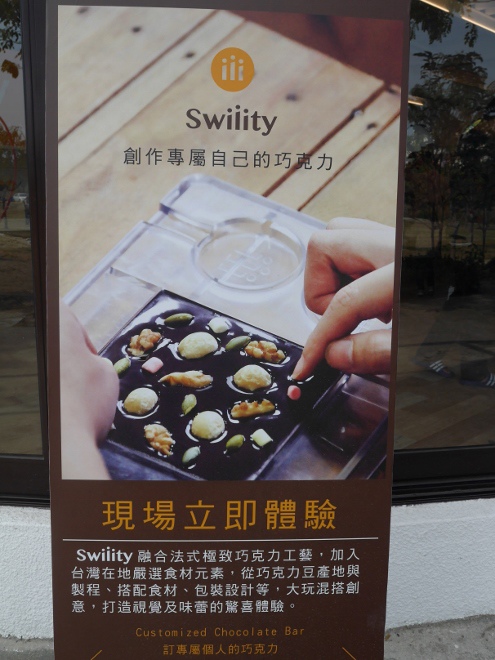 Swility
創作專屬自己的巧克力
現場立即體驗
Swility 融合法式極致巧克力工藝，加入
台灣在地嚴選食材元素，從巧克力豆產地與
製程、搭配食材、包裝設計等，大玩混搭創
意，打造視覺及味蕾的驚喜體驗。
Customized Chocolate Bar
訂專屬個人的巧克力